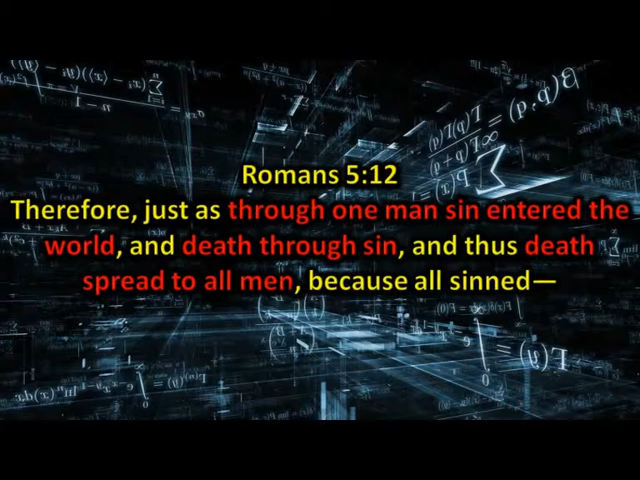 Romans 5:12
Therefore, just as through one man sin entered the
world, and death through sin, and thus death
spread to all men, because all sinned—